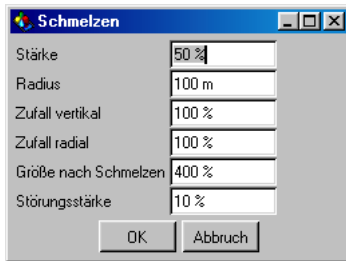 Schmelzen
Stärke 50 %
Radius 100 m
Zufall vertikal 100 %
Zufall radial 100 %
Größe nach Schmelzen 400 %
Störungsstärke 10 %
OK Abbruch